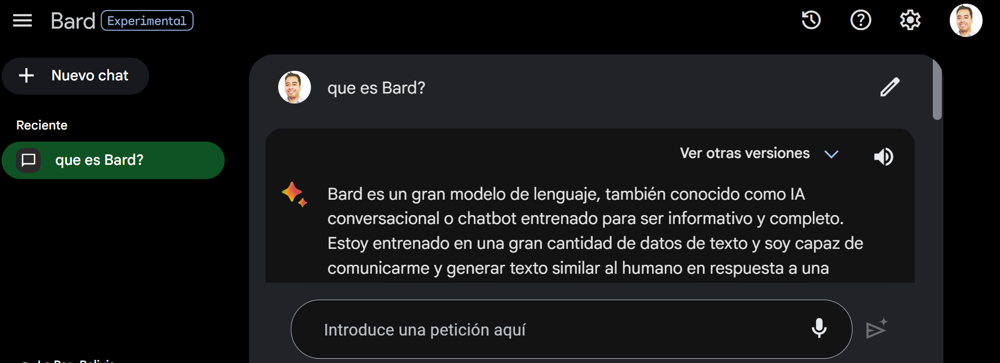 Bard Experimental
Nuevo chat
Reciente
que es Bard?
que es Bard?
Ver otras versiones
Bard es un gran modelo de lenguaje, también conocido como IA
conversacional o chatbot entrenado para ser informativo y completo.
Estoy entrenado en una gran cantidad de datos de texto y soy capaz de
comunicarme y generar texto similar al humano en respuesta a una
Introduce una petición aquí
La Paz, Bolivia